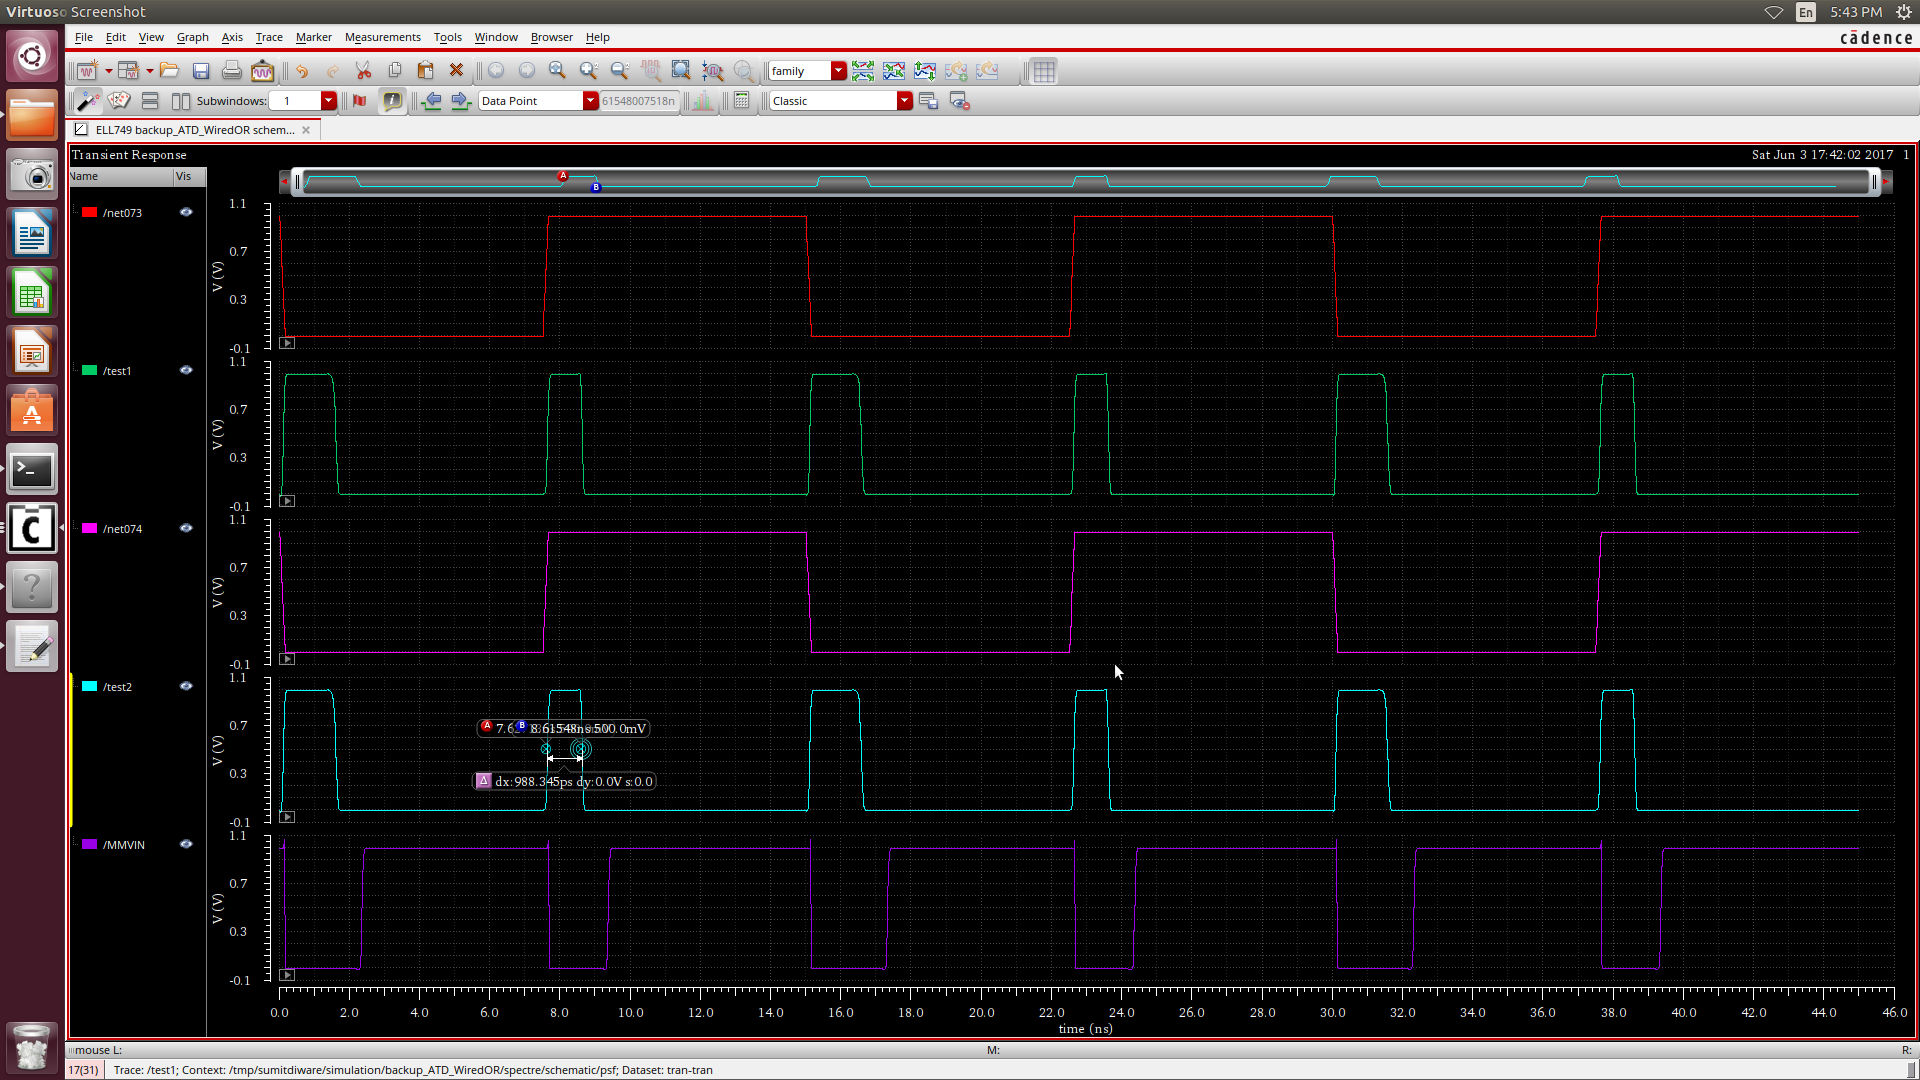 Virtuoso Screenshot
En 5:43 PM
File Edit View Graph Axis Trace Marker Measurements Tools Window Browser Help
cādence
family
Subwindows: 1 Data Point 61548007518n Classic
ELL749 backup_ATD_WiredOR schem...
Transient Response
Sat Jun 3 17:42:02 2017 1
Name Vis
A
B
/net073
1.1
0.7
0.3
-0.1
V (V)
/test1
1.1
0.7
0.3
-0.1
V (V)
/net074
1.1
0.7
0.3
-0.1
V (V)
/test2
1.1
0.7
0.3
-0.1
V (V)
A 7.6
B 8.61548ns 500.0mV
Δ dx:988.345ps dy:0.0V s:0.0
/MMVIN
1.1
0.7
0.3
-0.1
V (V)
0.0 2.0 4.0 6.0 8.0 10.0 12.0 14.0 16.0 18.0 20.0 22.0 24.0 26.0 28.0 30.0 32.0 34.0 36.0 38.0 40.0 42.0 44.0 46.0
time (ns)
mouse L: M: R:
17(31) Trace: /test1; Context: /tmp/sumitdiware/simulation/backup_ATD_WiredOR/spectre/schematic/psf; Dataset: tran-tran